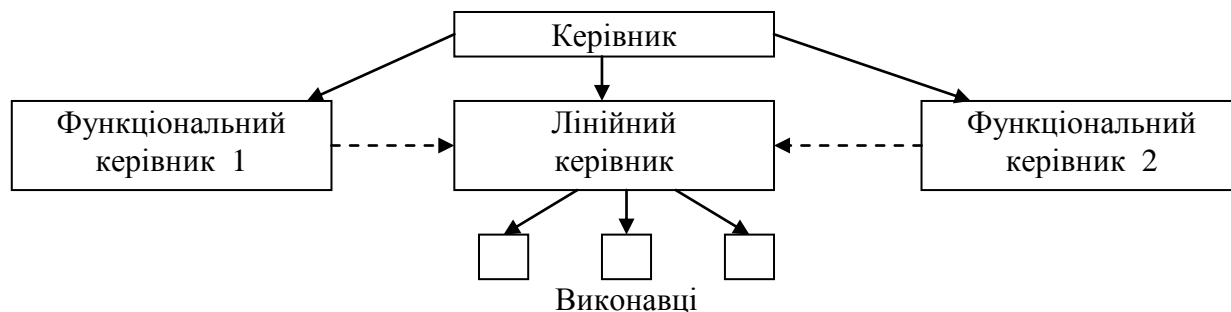 Керівник
Функціональний
керівник 1
Лінійний
керівник
Функціональний
керівник 2
Виконавці